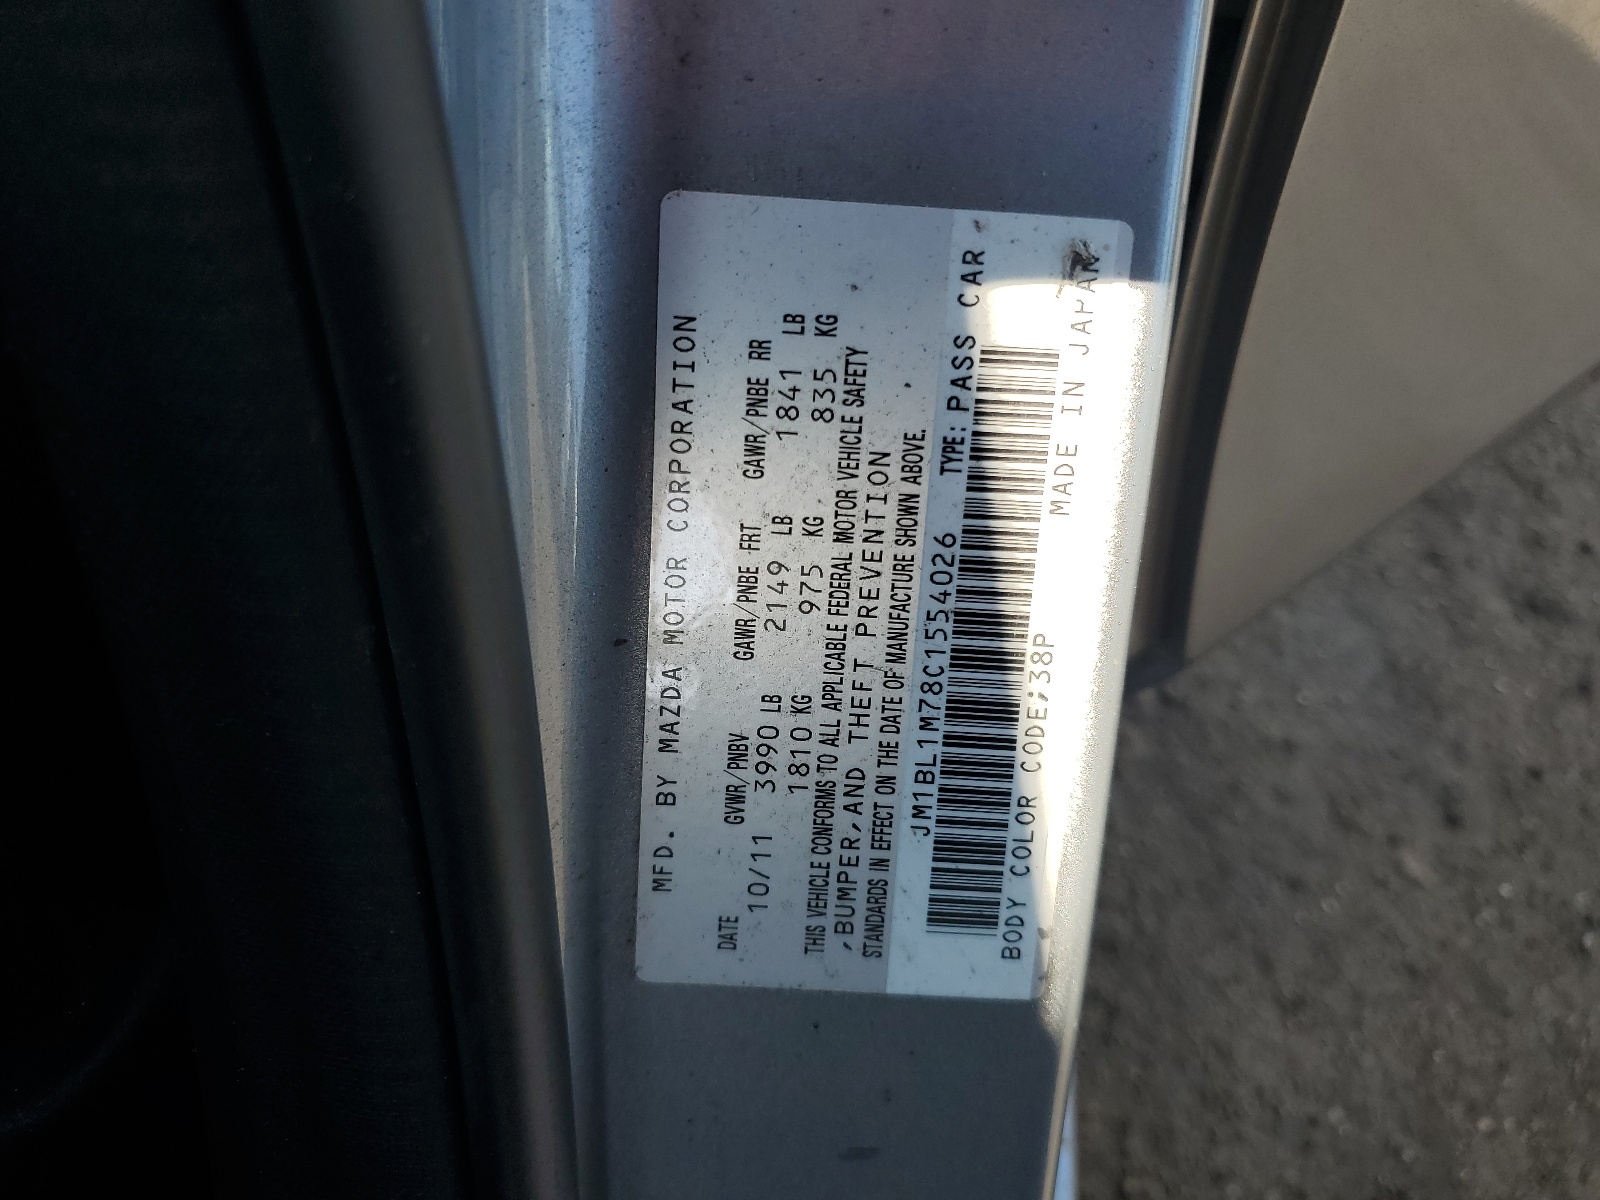 MFD. BY MAZDA MOTOR CORPORATION
DATE GVWR/PNBV GAWR/PNBE FRT GAWR/PNBE RR
10/11 3990 LB 2149 LB 1841 LB
1810 KG 975 KG 835 KG
THIS VEHICLE CONFORMS TO ALL APPLICABLE FEDERAL MOTOR VEHICLE SAFETY
,BUMPER,AND THEFT PREVENTION
STANDARDS IN EFFECT ON THE DATE OF MANUFACTURE SHOWN ABOVE.
JM1BL1M78C1554026 TYPE: PASS CAR
BODY COLOR CODE;38P MADE IN JAPAN